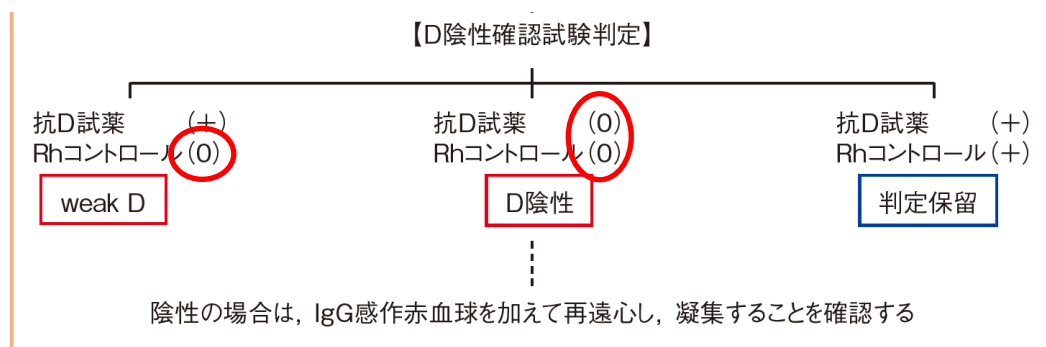 【D陰性確認試験判定】
抗D試薬 (+)
Rhコントロール(0)
weak D
抗D試薬 (0)
Rhコントロール(0)
D陰性
抗D試薬 (+)
Rhコントロール(+)
判定保留
陰性の場合は，IgG感作赤血球を加えて再遠心し，凝集することを確認する